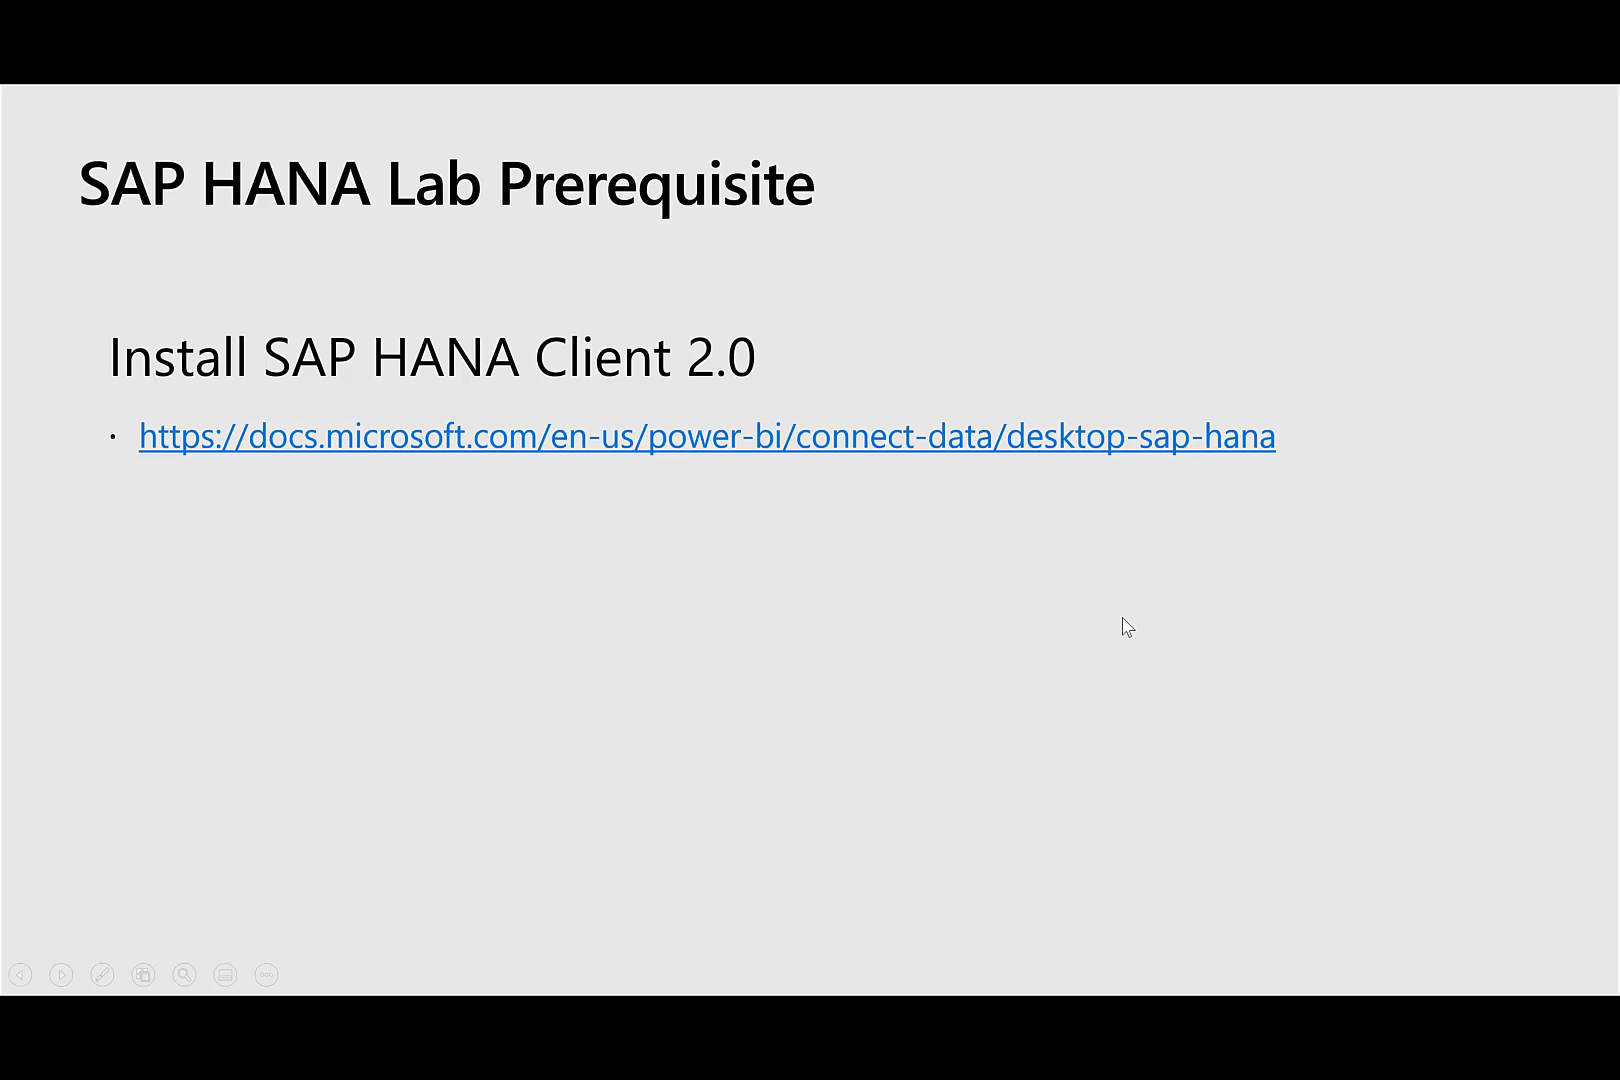 SAP HANA Lab Prerequisite
Install SAP HANA Client 2.0
· https://docs.microsoft.com/en-us/power-bi/connect-data/desktop-sap-hana